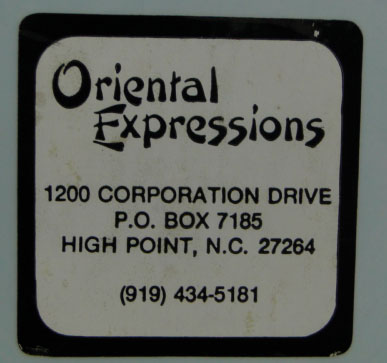 Oriental
Expressions
1200 CORPORATION DRIVE
P.O. BOX 7185
HIGH POINT, N.C. 27264
(919) 434-5181